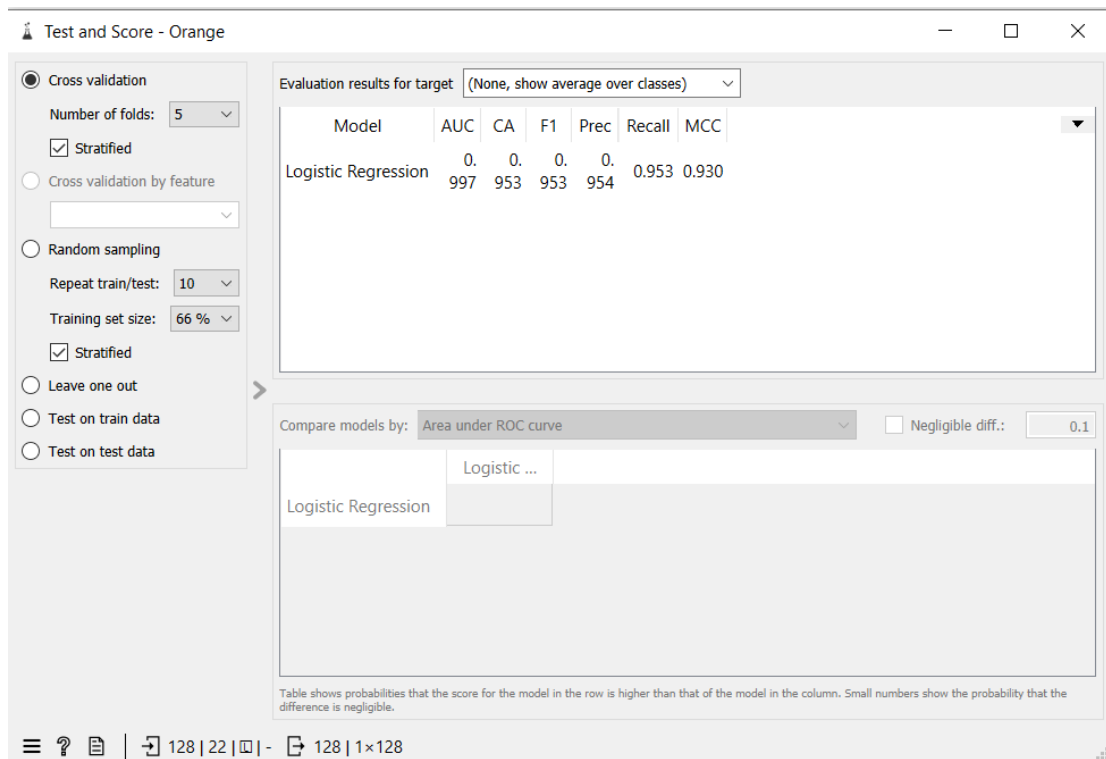 Test and Score - Orange
Cross validation
Number of folds: 5
Stratified
Cross validation by feature
Random sampling
Repeat train/test: 10
Training set size: 66 %
Stratified
Leave one out
Test on train data
Test on test data
Evaluation results for target (None, show average over classes)
Model AUC CA F1 Prec Recall MCC
Logistic Regression 0.997 0.953 0.953 0.954 0.953 0.930
Compare models by: Area under ROC curve Negligible diff.: 0.1
Logistic ...
Logistic Regression
Table shows probabilities that the score for the model in the row is higher than that of the model in the column. Small numbers show the probability that the
difference is negligible.
128 | 22 | - 128 | 1×128